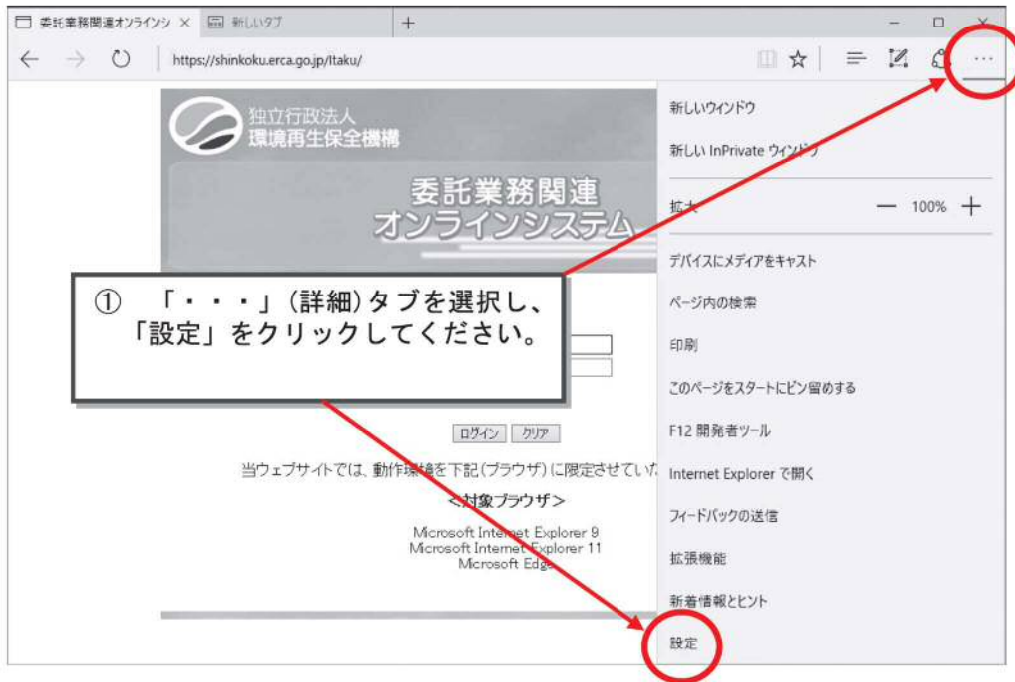 委託業務関連オンラインシ
新しいタブ
https://shinkoku.erca.go.jp/Itaku/
独立行政法人
環境再生保全機構
委託業務関連
オンラインシステム
① 「・・・」(詳細)タブを選択し、
「設定」をクリックしてください。
ログイン クリア
当ウェブサイトでは、動作環境を下記(ブラウザ)に限定させていた
<対象ブラウザ>
Microsoft Internet Explorer 9
Microsoft Internet Explorer 11
Microsoft Edge
新しいウィンドウ
新しい InPrivate ウィンドウ
拡大 100%
デバイスにメディアをキャスト
ページ内の検索
印刷
このページをスタートにピン留めする
F12 開発者ツール
Internet Explorer で開く
フィードバックの送信
拡張機能
新着情報とヒント
設定